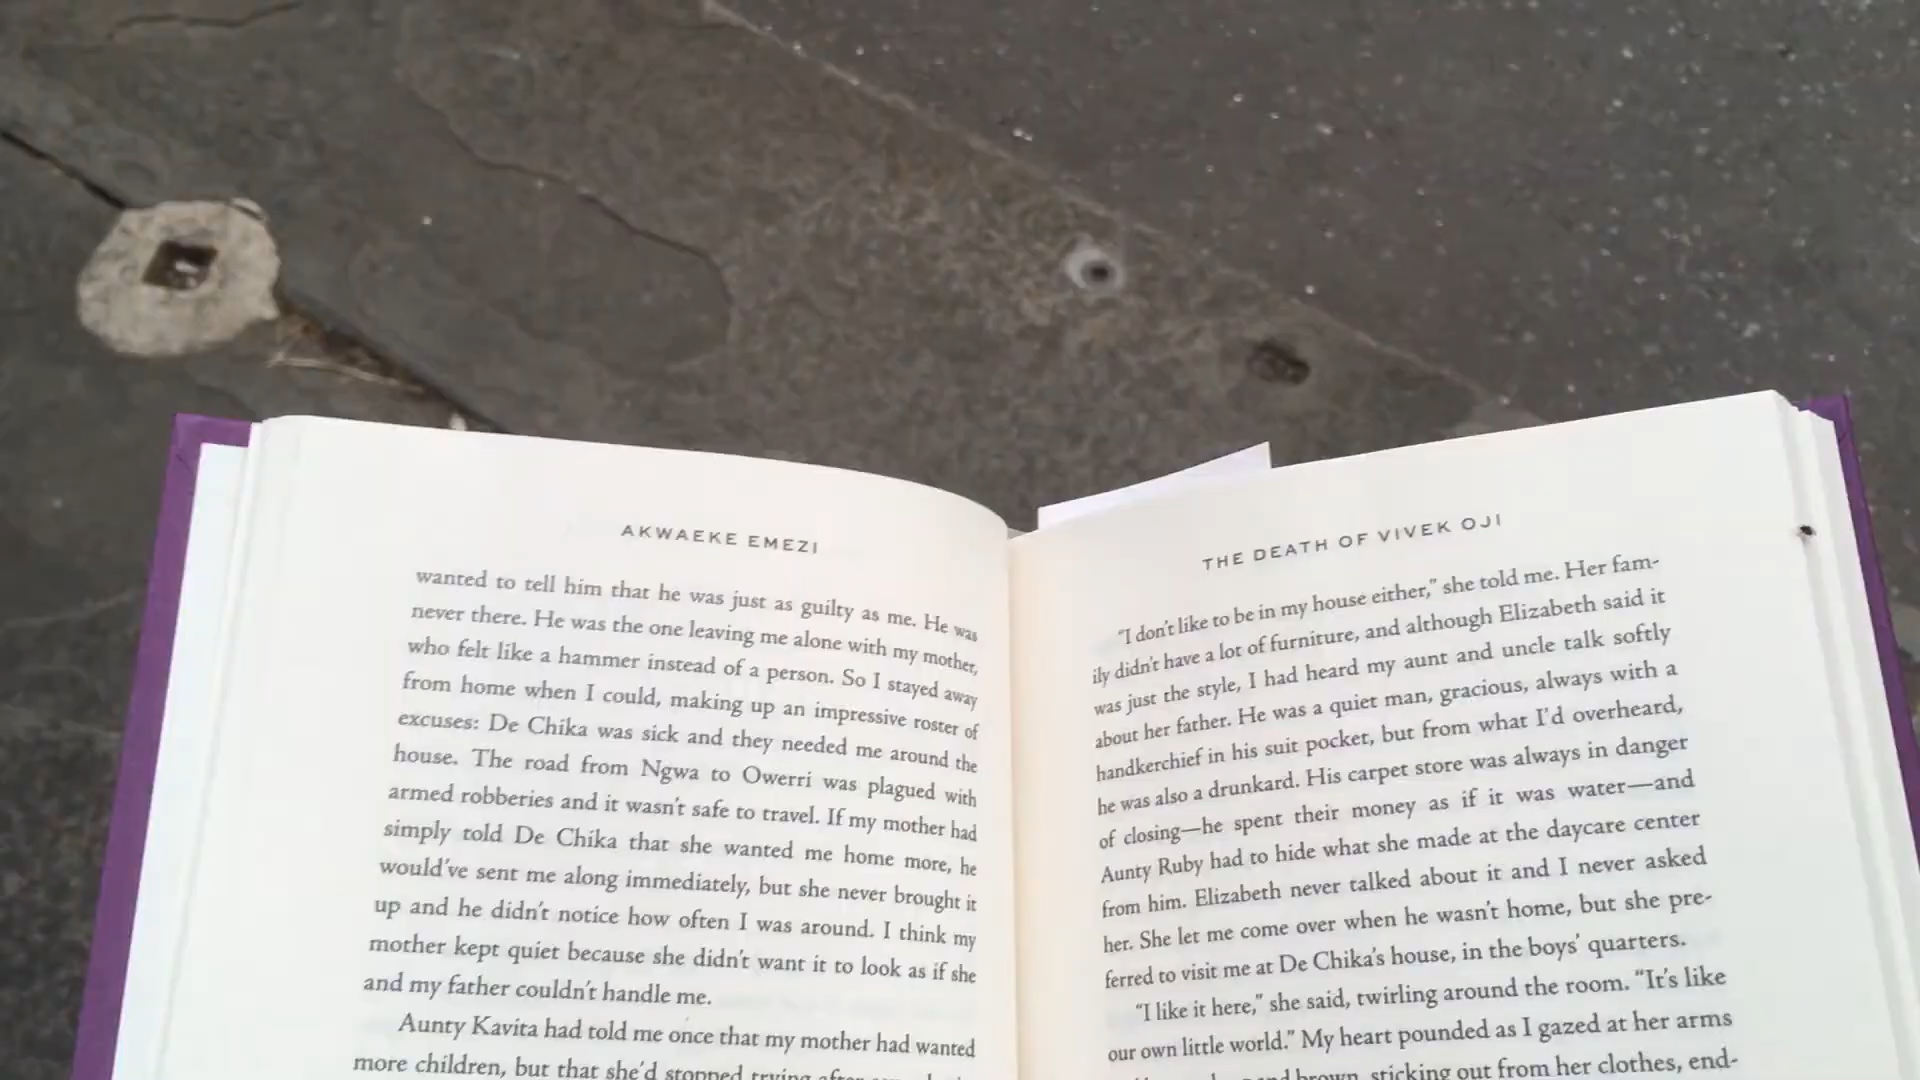 AKWAEKE EMEZI
wanted to tell him that he was just as guilty as me. He was
never there. He was the one leaving me alone with my mother,
who felt like a hammer instead of a person. So I stayed away
from home when I could, making up an impressive roster of
excuses: De Chika was sick and they needed me around the
house. The road from Ngwa to Owerri was plagued with
armed robberies and it wasn't safe to travel. If my mother had
simply told De Chika that she wanted me home more, he
would've sent me along immediately, but she never brought it
up and he didn't notice how often I was around. I think my
mother kept quiet because she didn't want it to look as if she
and my father couldn't handle me.
Aunty Kavita had told me once that my mother had wanted
more children, but that she'd stopped trying after
THE DEATH OF VIVEK OJI
“I don't like to be in my house either,” she told me. Her fam-
ily didn't have a lot of furniture, and although Elizabeth said it
was just the style, I had heard my aunt and uncle talk softly
about her father. He was a quiet man, gracious, always with a
handkerchief in his suit pocket, but from what I'd overheard,
he was also a drunkard. His carpet store was always in danger
of closing—he spent their money as if it was water—and
Aunty Ruby had to hide what she made at the daycare center
from him. Elizabeth never talked about it and I never asked
her. She let me come over when he wasn't home, but she pre-
ferred to visit me at De Chika's house, in the boys' quarters.
“I like it here,” she said, twirling around the room. “It's like
our own little world.” My heart pounded as I gazed at her arms
brown, sticking out from her clothes, end-